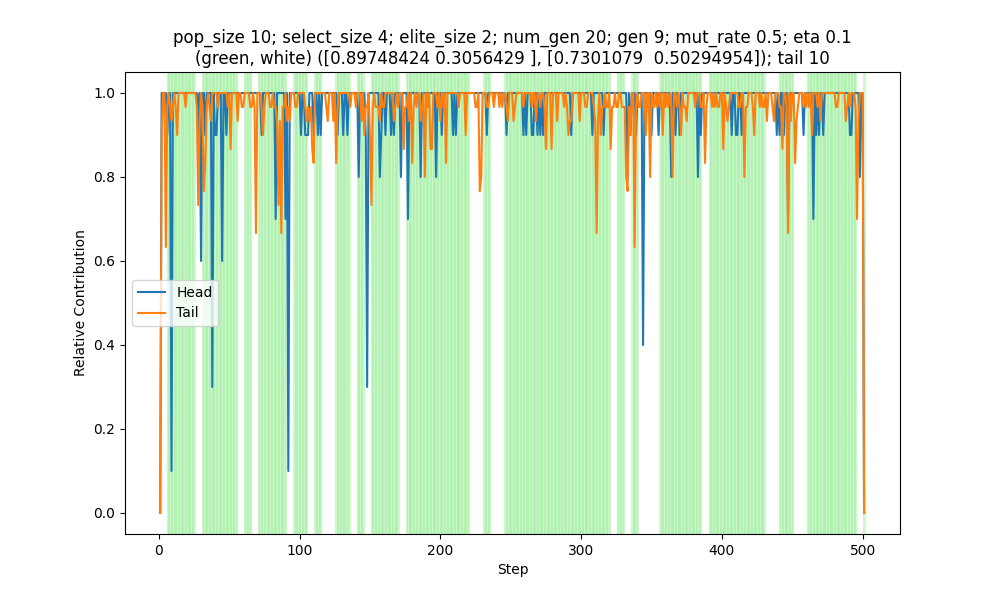 pop_size 10; select_size 4; elite_size 2; num_gen 20; gen 9; mut_rate 0.5; eta 0.1
(green, white) ([0.89748424 0.3056429 ], [0.7301079  0.50294954]); tail 10
1.0
0.8
0.6
0.4
0.2
0.0
Relative Contribution
Head
Tail
0
100
200
300
400
500
Step